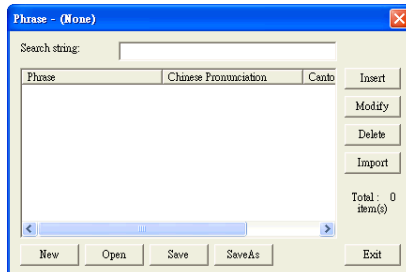 Phrase - (None)
Search string:
Phrase Chinese Pronunciation Canto
Insert
Modify
Delete
Import
Total : 0
item(s)
New Open Save SaveAs Exit